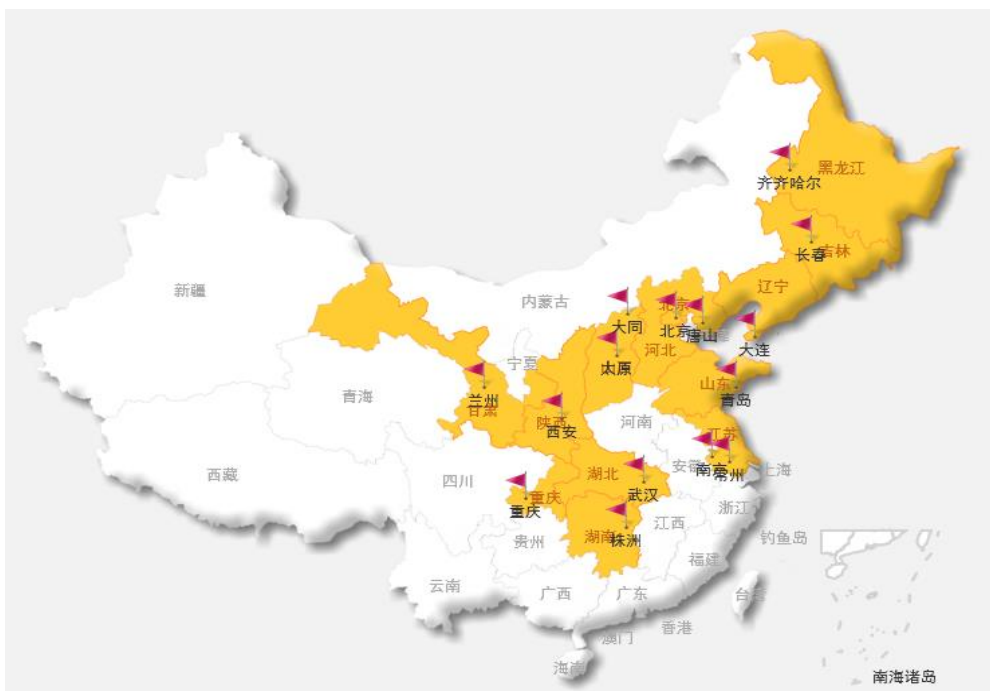 黑龙江
齐齐哈尔
吉林
长春
辽宁
新疆
内蒙古
北京
大同
北京
唐山
大连
河北
太原
宁夏
山东
青岛
青海
兰州
甘肃
陕西
西安
河南
江苏
安徽
南京
常州
上海
西藏
四川
湖北
武汉
重庆
重庆
浙江
江西
湖南
株洲
钓鱼岛
贵州
福建
云南
广西
广东
台湾
香港
澳门
海南
南海诸岛